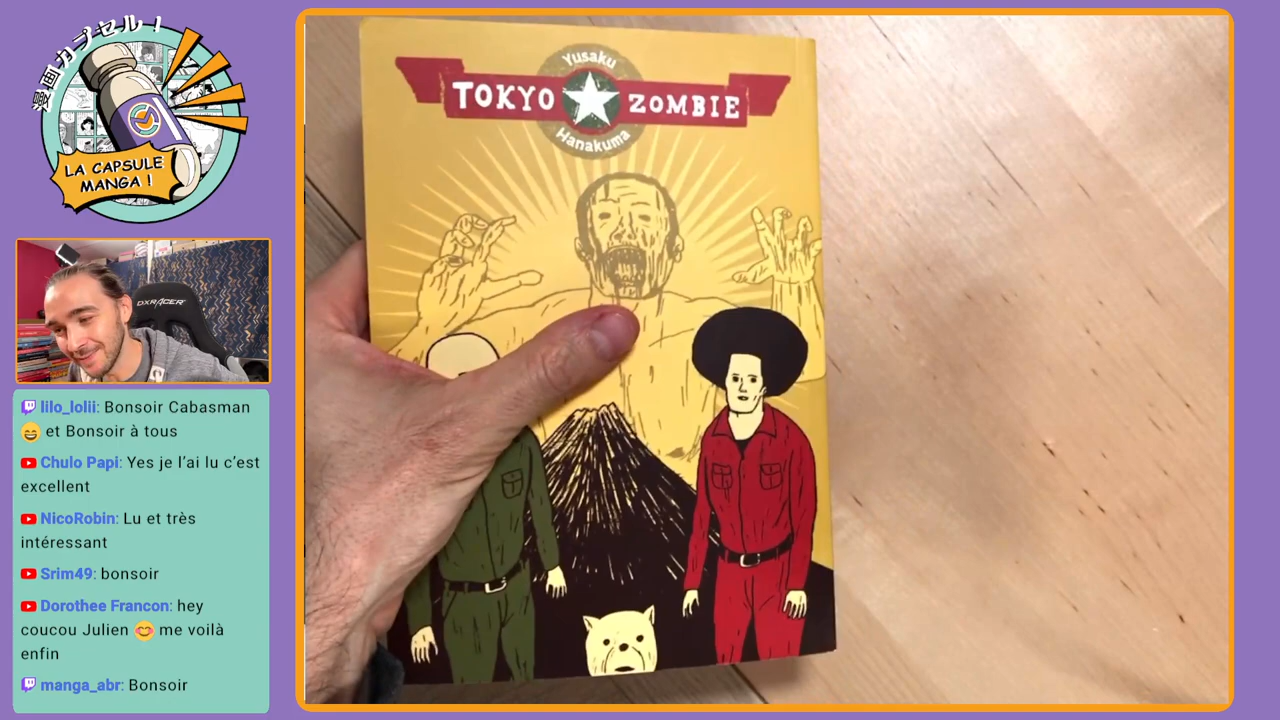 漫画カプセル！
LA CAPSULE
MANGA !
DXRACER
lilo_lolii: Bonsoir Cabasman
😄 et Bonsoir à tous
Chulo Papi: Yes je l'ai lu c'est
excellent
NicoRobin: Lu et très
intéressant
Srim49: bonsoir
Dorothee Francon: hey
coucou Julien 😊 me voilà
enfin
manga_abr: Bonsoir
Yusaku
TOKYO ZOMBIE
Hanakuma